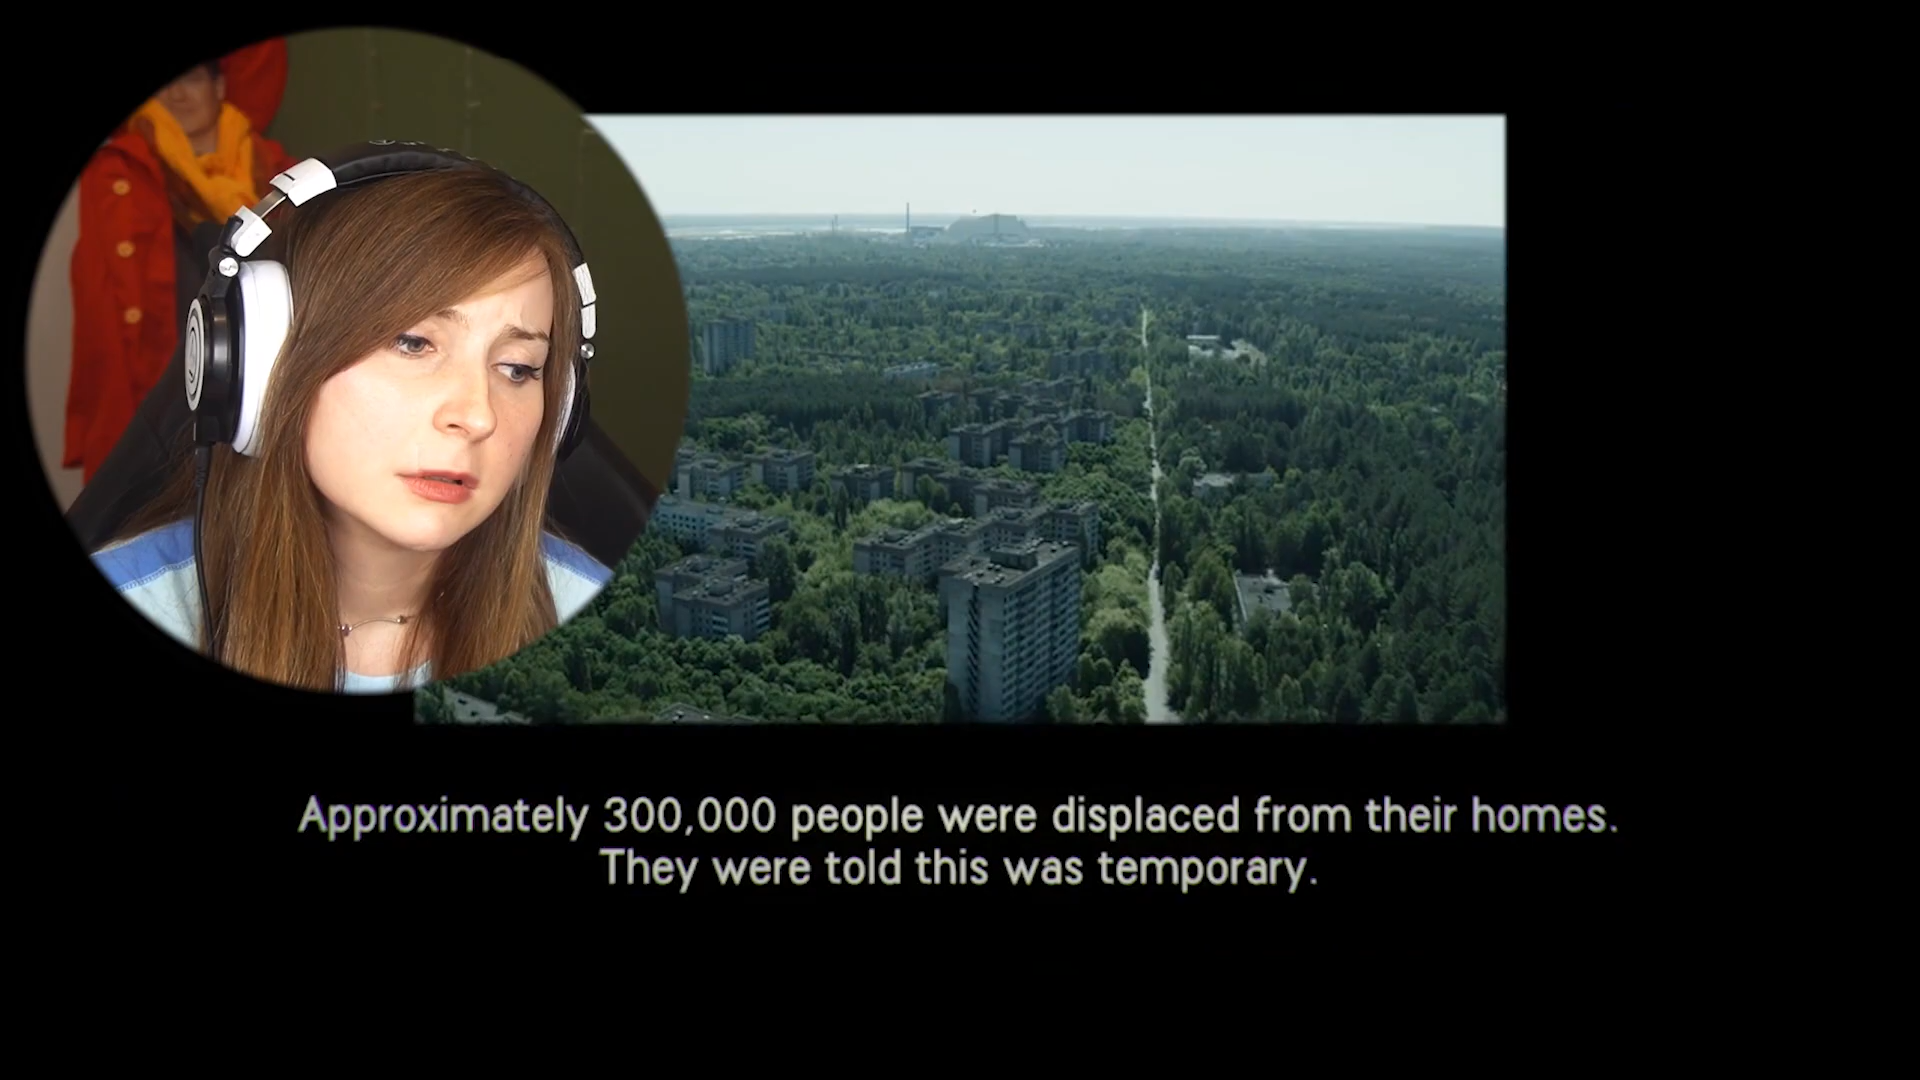 Approximately 300,000 people were displaced from their homes.
They were told this was temporary.